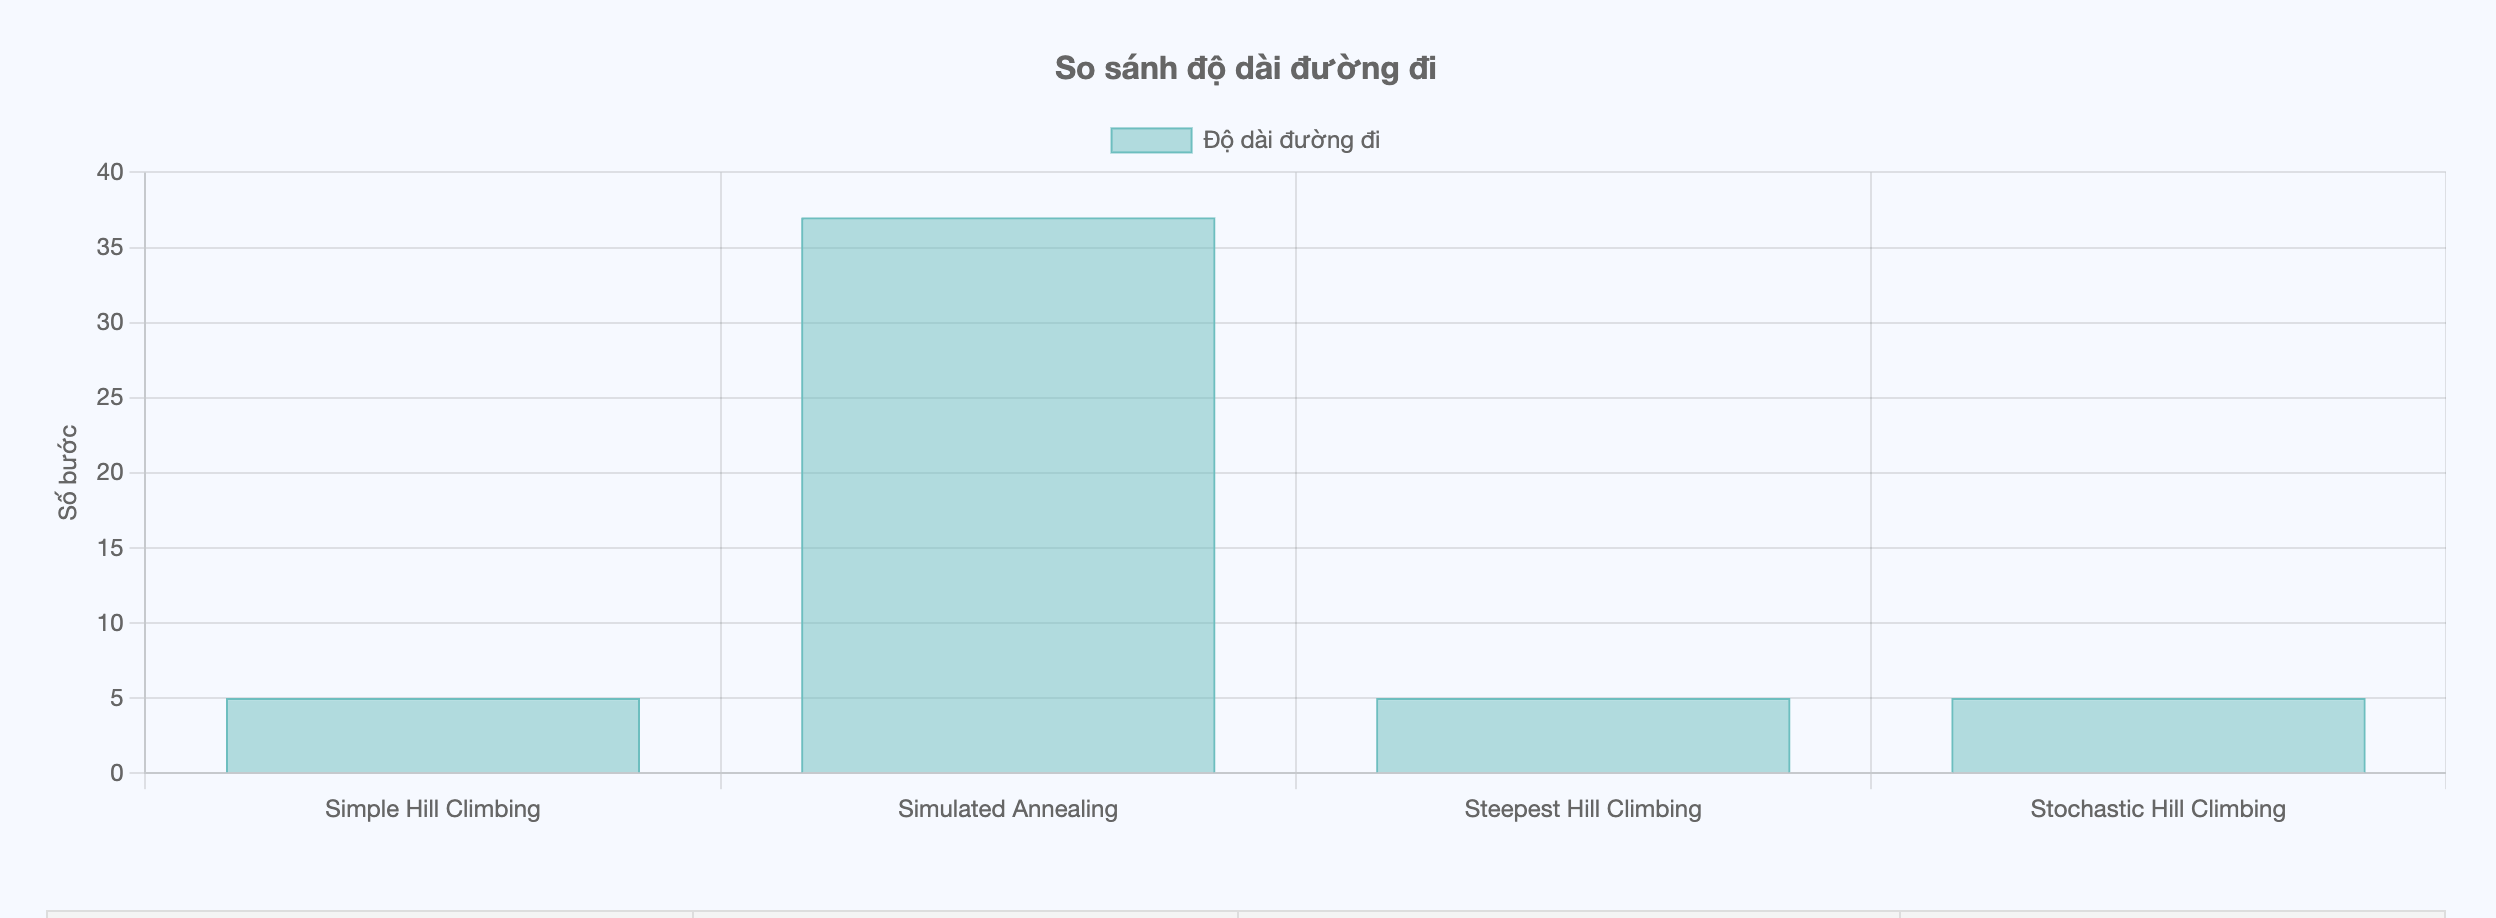 So sánh độ dài đường đi
Độ dài đường đi
40
35
30
25
20
15
10
5
0
Số bước
Simple Hill Climbing
Simulated Annealing
Steepest Hill Climbing
Stochastic Hill Climbing